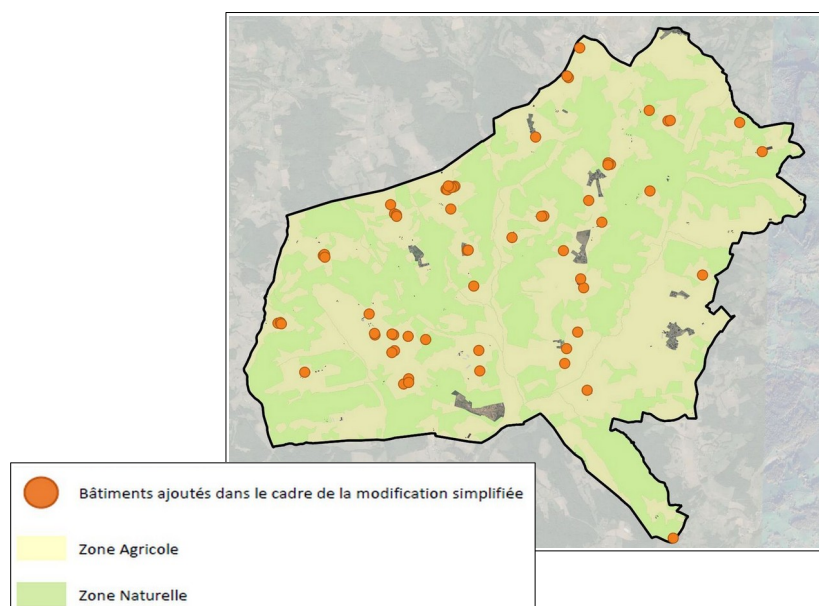 Bâtiments ajoutés dans le cadre de la modification simplifiée
Zone Agricole
Zone Naturelle